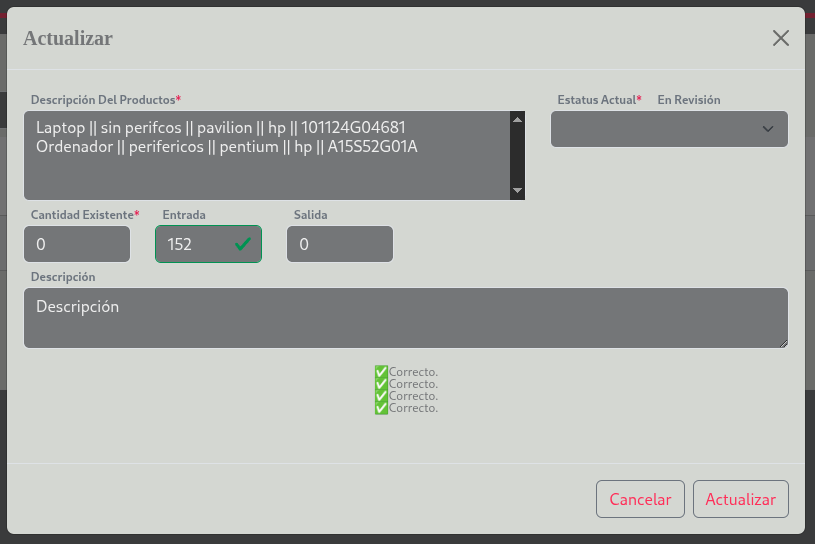 Actualizar
Descripción Del Productos*
Estatus Actual* En Revisión
Laptop || sin perifcos || pavilion || hp || 101124G04681
Ordenador || perifericos || pentium || hp || A15S52G01A
Cantidad Existente* Entrada Salida
0 152 0
Descripción
Descripción
✅Correcto.
✅Correcto.
✅Correcto.
✅Correcto.
Cancelar Actualizar